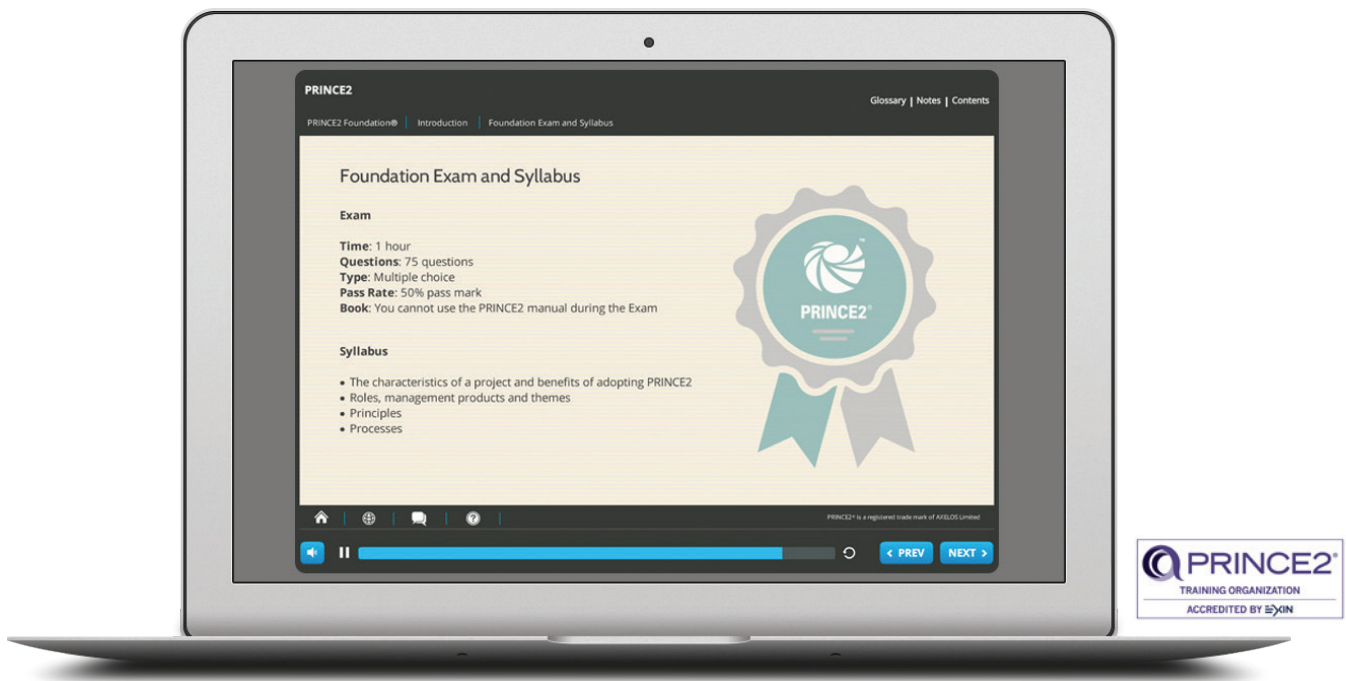 PRINCE2
Glossary | Notes | Contents
PRINCE2 Foundation® | Introduction | Foundation Exam and Syllabus
Foundation Exam and Syllabus
Exam
Time: 1 hour
Questions: 75 questions
Type: Multiple choice
Pass Rate: 50% pass mark
Book: You cannot use the PRINCE2 manual during the Exam
Syllabus
• The characteristics of a project and benefits of adopting PRINCE2
• Roles, management products and themes
• Principles
• Processes
™
PRINCE2®
?
PRINCE2® is a registered trade mark of AXELOS Limited
< PREV
NEXT >
PRINCE2®
TRAINING ORGANIZATION
ACCREDITED BY EXIN